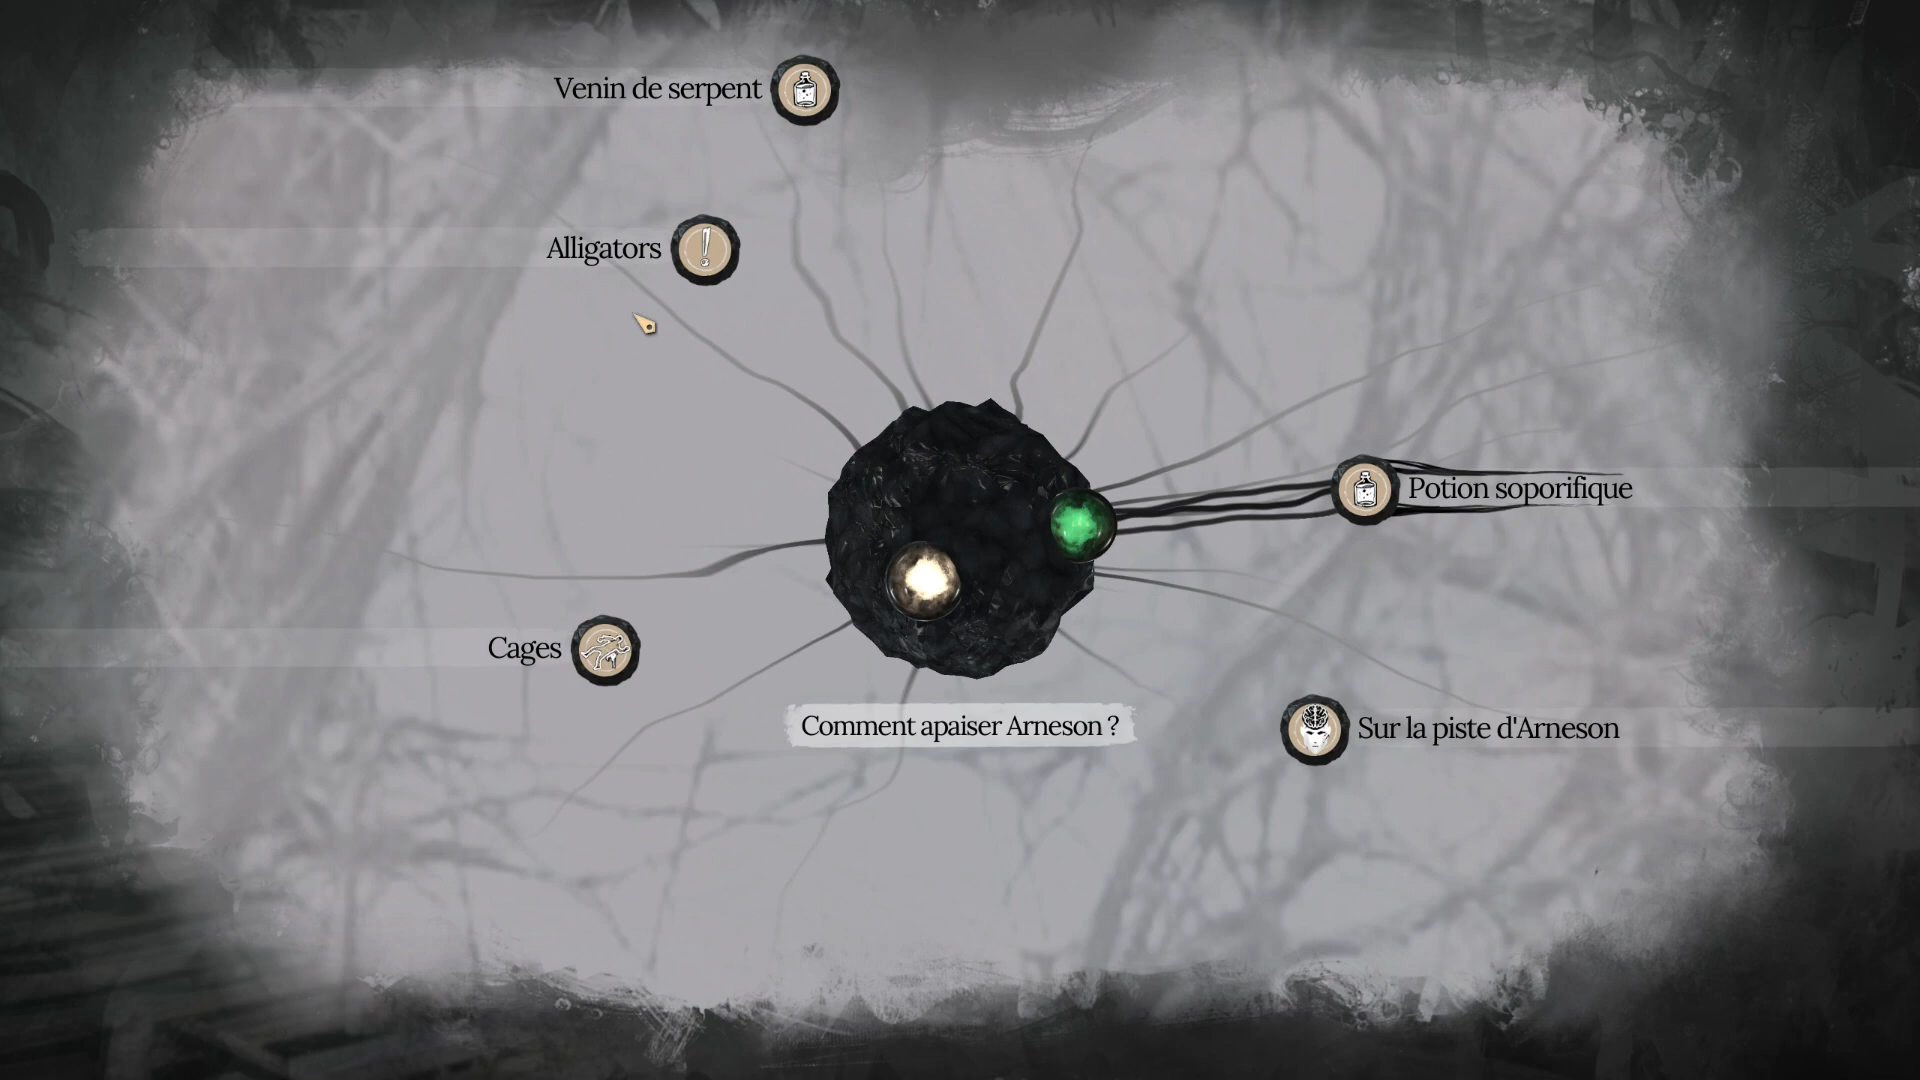 Venin de serpent
Alligators
Potion soporifique
Cages
Comment apaiser Arneson ?
Sur la piste d'Arneson